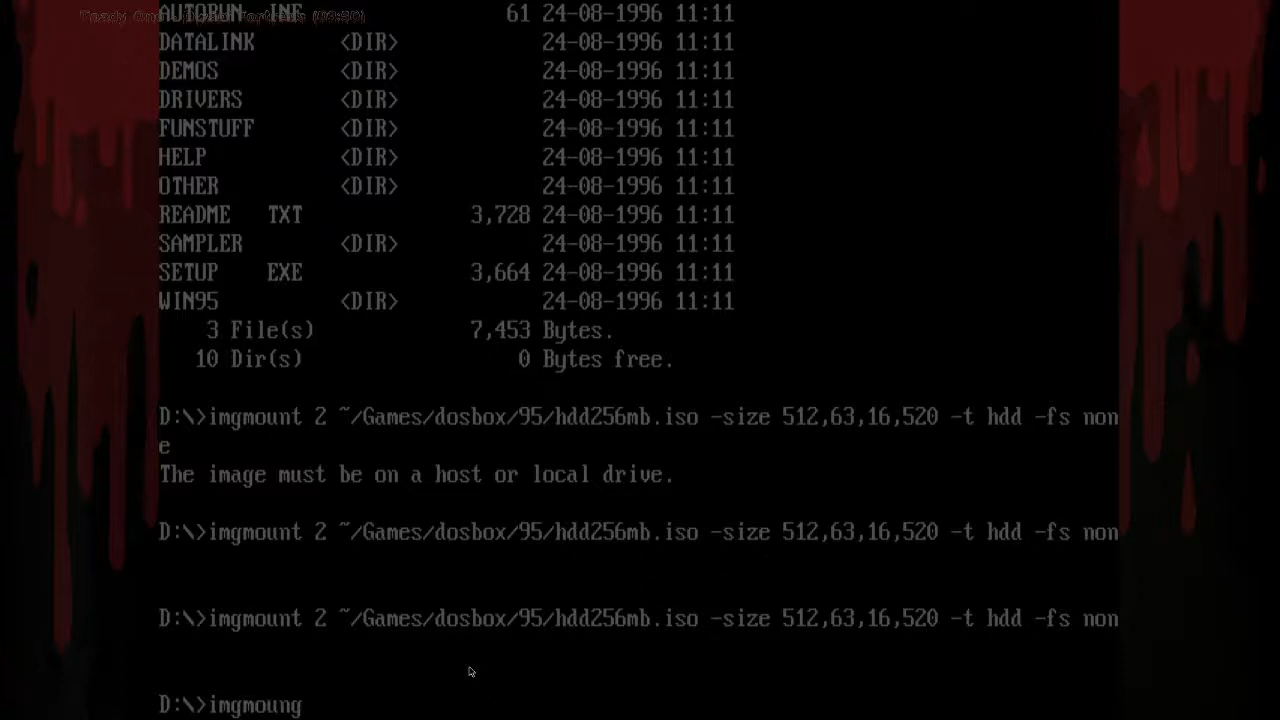 AUTORUN  INF                 61 24-08-1996 11:11
DATALINK       <DIR>            24-08-1996 11:11
DEMOS          <DIR>            24-08-1996 11:11
DRIVERS        <DIR>            24-08-1996 11:11
FUNSTUFF       <DIR>            24-08-1996 11:11
HELP           <DIR>            24-08-1996 11:11
OTHER          <DIR>            24-08-1996 11:11
README   TXT              3,728 24-08-1996 11:11
SAMPLER        <DIR>            24-08-1996 11:11
SETUP    EXE              3,664 24-08-1996 11:11
WIN95          <DIR>            24-08-1996 11:11
    3 File(s)             7,453 Bytes.
   10 Dir(s)                  0 Bytes free.
D:\>imgmount 2 ~/Games/dosbox/95/hdd256mb.iso -size 512,63,16,520 -t hdd -fs non
e
The image must be on a host or local drive.
D:\>imgmount 2 ~/Games/dosbox/95/hdd256mb.iso -size 512,63,16,520 -t hdd -fs non
D:\>imgmount 2 ~/Games/dosbox/95/hdd256mb.iso -size 512,63,16,520 -t hdd -fs non
D:\>imgmoung